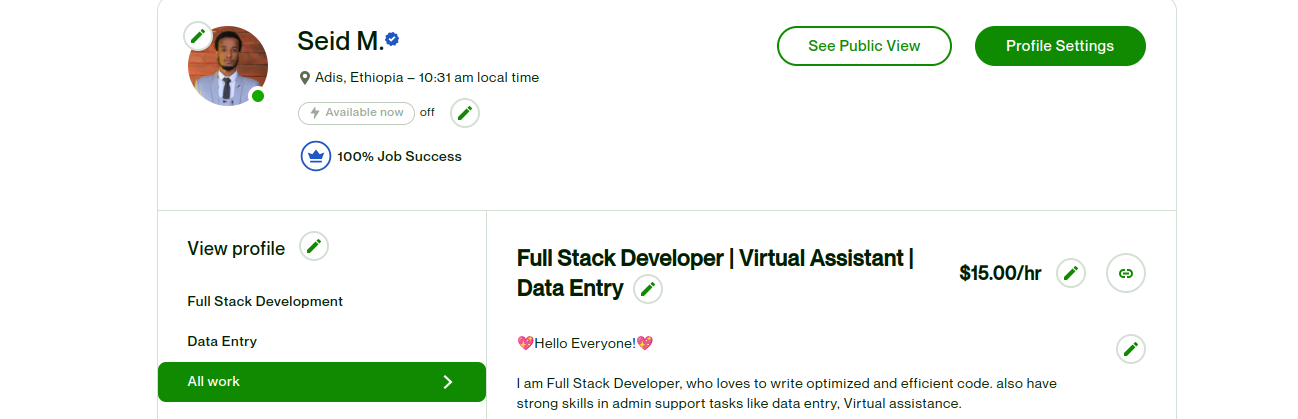 Seid M.
See Public View
Profile Settings
Adis, Ethiopia – 10:31 am local time
Available now off
100% Job Success
View profile
Full Stack Development
Data Entry
All work
Full Stack Developer | Virtual Assistant |
Data Entry
$15.00/hr
💖Hello Everyone!💖
I am Full Stack Developer, who loves to write optimized and efficient code. also have
strong skills in admin support tasks like data entry, Virtual assistance.